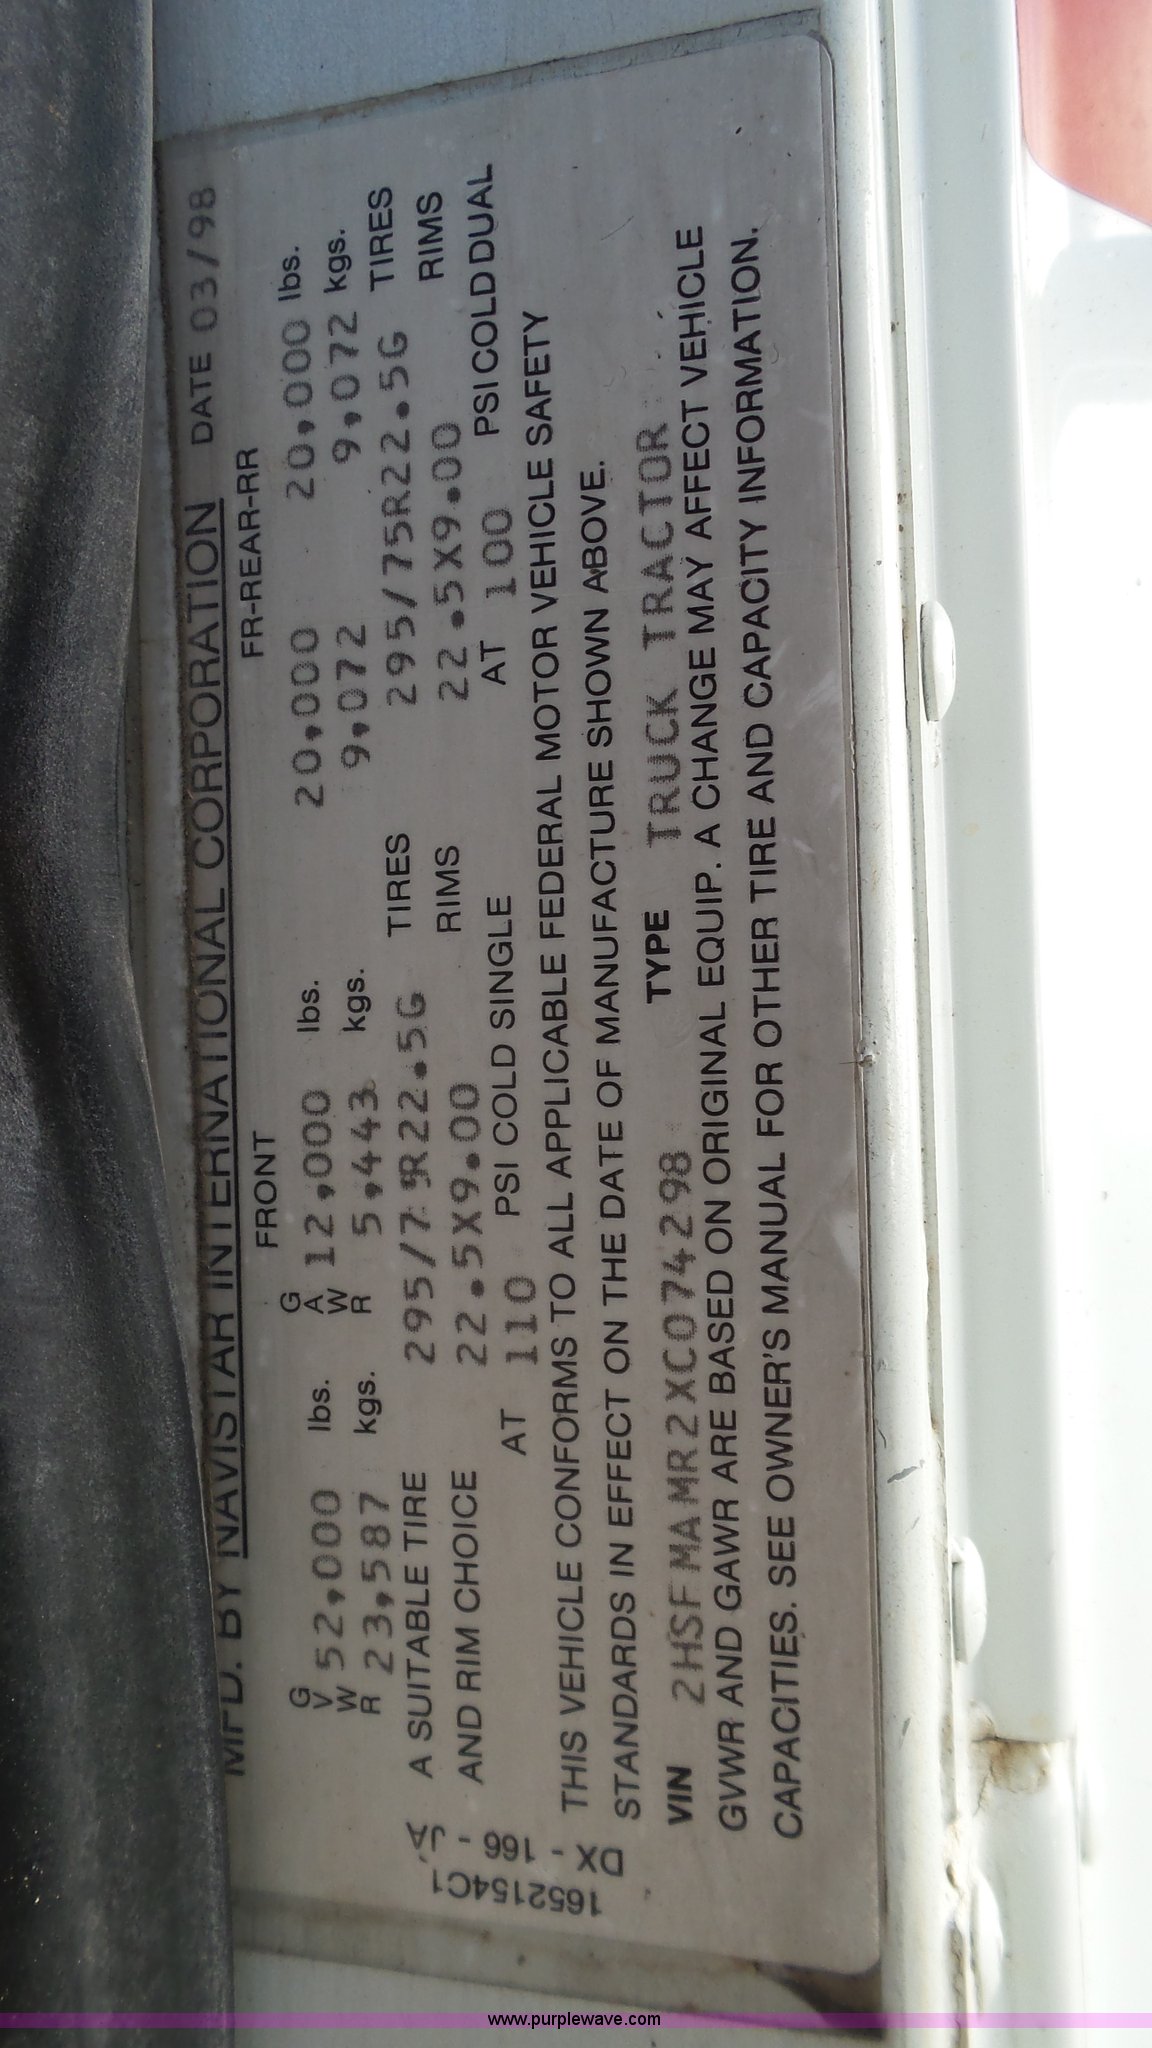 MFD. BY NAVISTAR INTERNATIONAL CORPORATION DATE 03/98
FRONT FR-REAR-RR
GVWR 52,000 lbs. GAWR 12,000 lbs. 20,000 20,000 lbs.
23,587 kgs. 5,443 kgs. 9,072 9,072 kgs.
A SUITABLE TIRE 295/75R22.5G TIRES 295/75R22.5G TIRES
AND RIM CHOICE 22.5X9.00 RIMS 22.5X9.00 RIMS
AT 110 PSI COLD SINGLE AT 100 PSI COLD DUAL
THIS VEHICLE CONFORMS TO ALL APPLICABLE FEDERAL MOTOR VEHICLE SAFETY
STANDARDS IN EFFECT ON THE DATE OF MANUFACTURE SHOWN ABOVE.
VIN 2HSFMAMR2XC074298 TYPE TRUCK TRACTOR
GVWR AND GAWR ARE BASED ON ORIGINAL EQUIP. A CHANGE MAY AFFECT VEHICLE
CAPACITIES. SEE OWNER'S MANUAL FOR OTHER TIRE AND CAPACITY INFORMATION.
1652154C1
DX - 166 - JA
www.purplewave.com